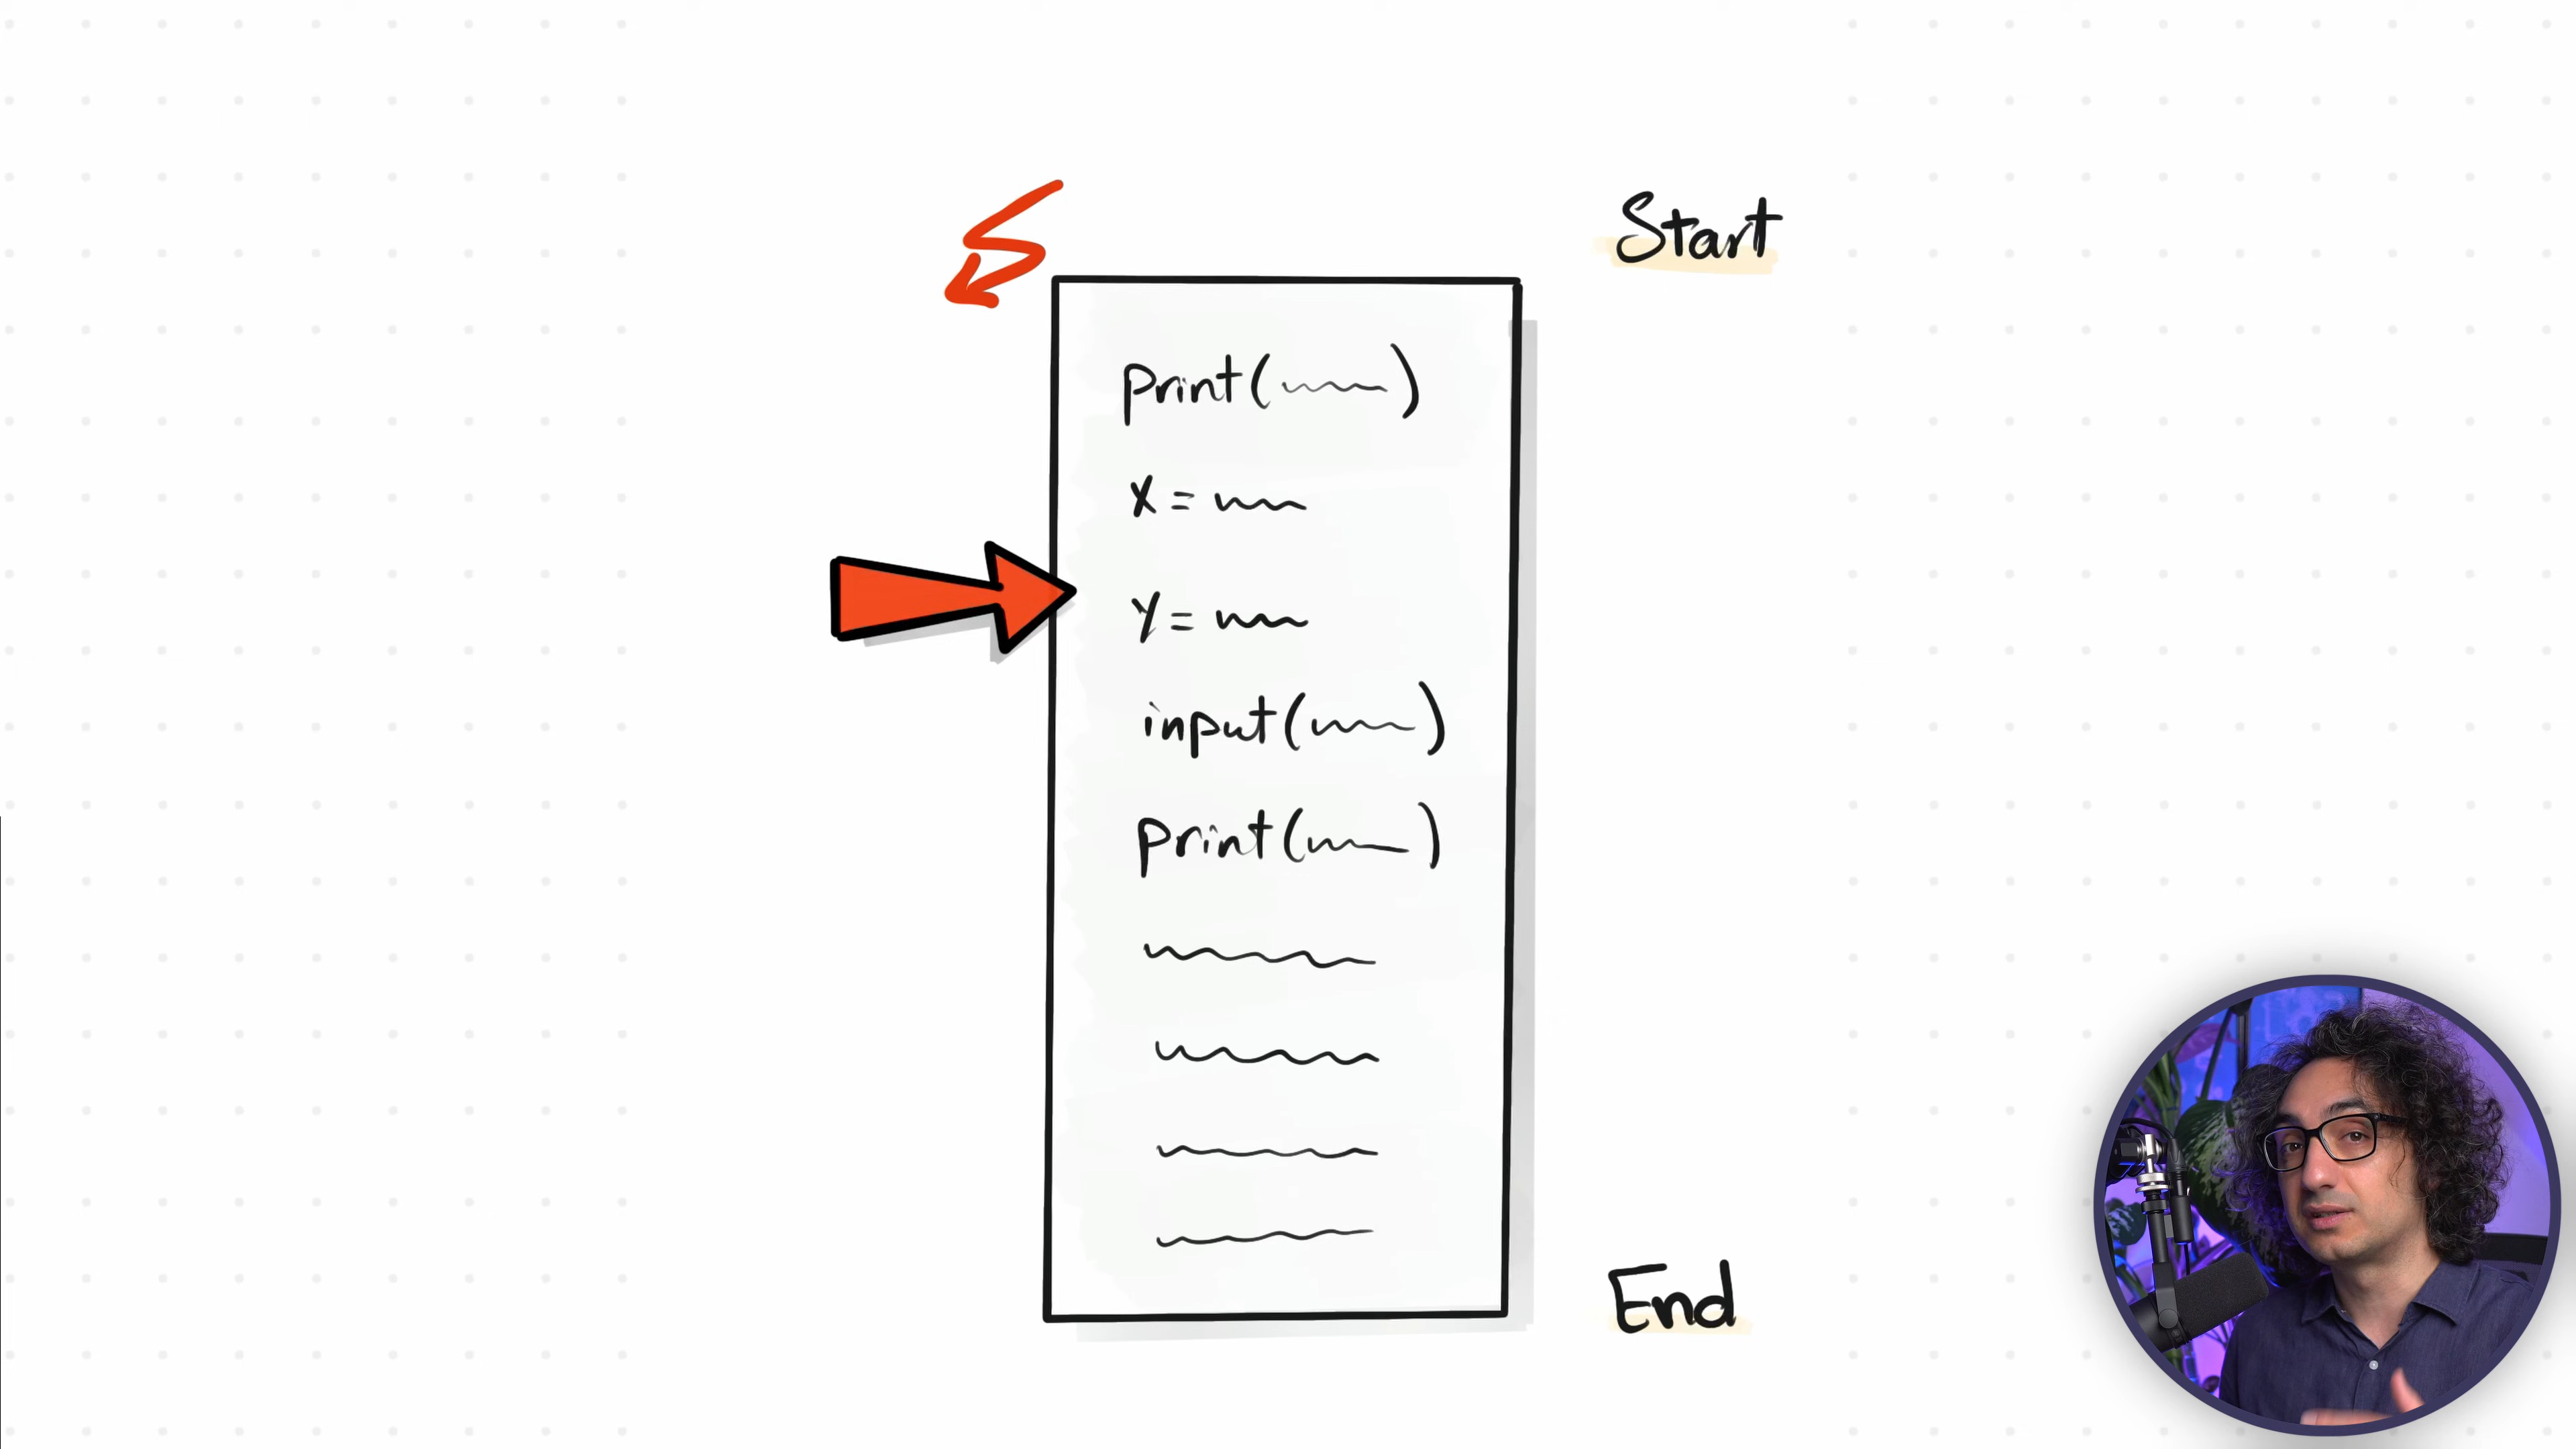 Start
print( )
x =
y =
input( )
print( )
End